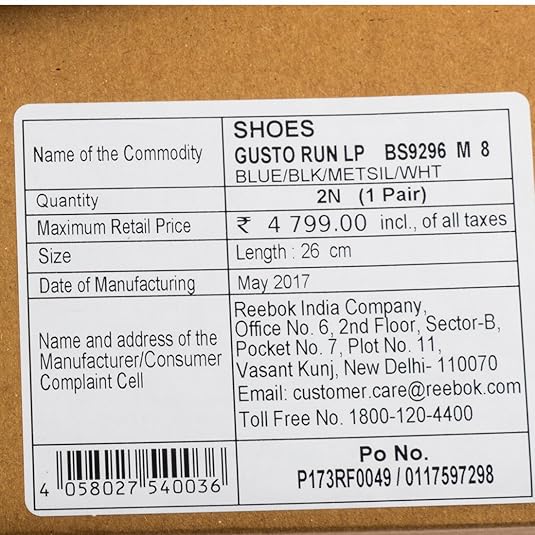 Name of the Commodity
SHOES
GUSTO RUN LP BS9296 M 8
BLUE/BLK/METSIL/WHT
Quantity
2N (1 Pair)
Maximum Retail Price
₹ 4 799.00 incl., of all taxes
Size
Length : 26 cm
Date of Manufacturing
May 2017
Name and address of the
Manufacturer/Consumer
Complaint Cell
Reebok India Company,
Office No. 6, 2nd Floor, Sector-B,
Pocket No. 7, Plot No. 11,
Vasant Kunj, New Delhi- 110070
Email: customer.care@reebok.com
Toll Free No. 1800-120-4400
4 058027 540036
Po No.
P173RF0049 / 0117597298